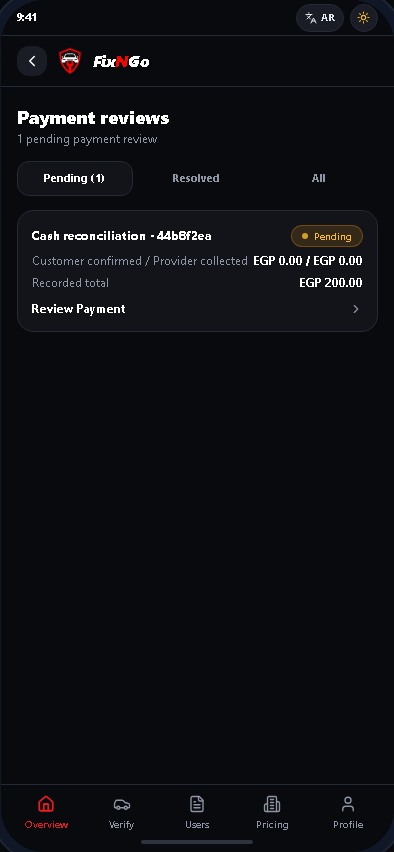 9:41
AR
FixNGo
Payment reviews
1 pending payment review
Pending (1) Resolved All
Cash reconciliation - 44b8f2ea Pending
Customer confirmed / Provider collected EGP 0.00 / EGP 0.00
Recorded total EGP 200.00
Review Payment
Overview Verify Users Pricing Profile